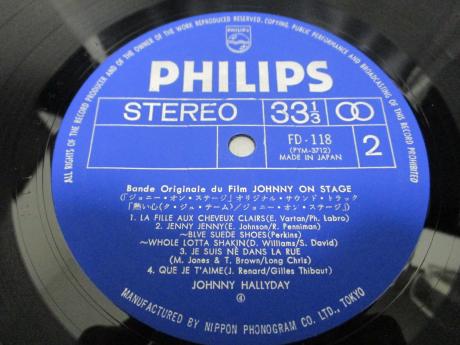 ALL RIGHTS OF THE RECORD PRODUCER AND OF THE OWNER OF THE WORK REPRODUCED RESERVED. COPYING, PUBLIC PERFORMANCE AND BROADCASTING OF THIS RECORD PROHIBITED
PHILIPS
PHILIPS
STEREO 33 1/3
FD-118
(PYM-3712)
MADE IN JAPAN
2
Bande Originale du Film JOHNNY ON STAGE
(「ジョニー・オン・ステージ」オリジナル・サウンド・トラック
「熱い心(ク・ジュ・テーム)／ジョニー・オン・ステージ」)
1. LA FILLE AUX CHEVEUX CLAIRS(E. Vartan/Ph. Labro)
2. JENNY JENNY(E. Johnson/R. Penniman)
～BLVE SUEDE SHOES(Perkins)
～WHOLE LOTTA SHAKIN(D. Williams/S. David)
3. JE SUIS NÈ DANS LA RUE
(M. Jones & T. Brown/Long Chris)
4. QUE JE T'AIME(J. Renard/Gilles Thibaut)
JOHNNY HALLYDAY
④
MANUFACTURED BY NIPPON PHONOGRAM CO. LTD., TOKYO